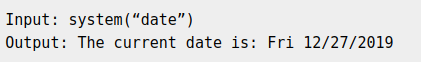 Input: system(“date”)
Output: The current date is: Fri 12/27/2019